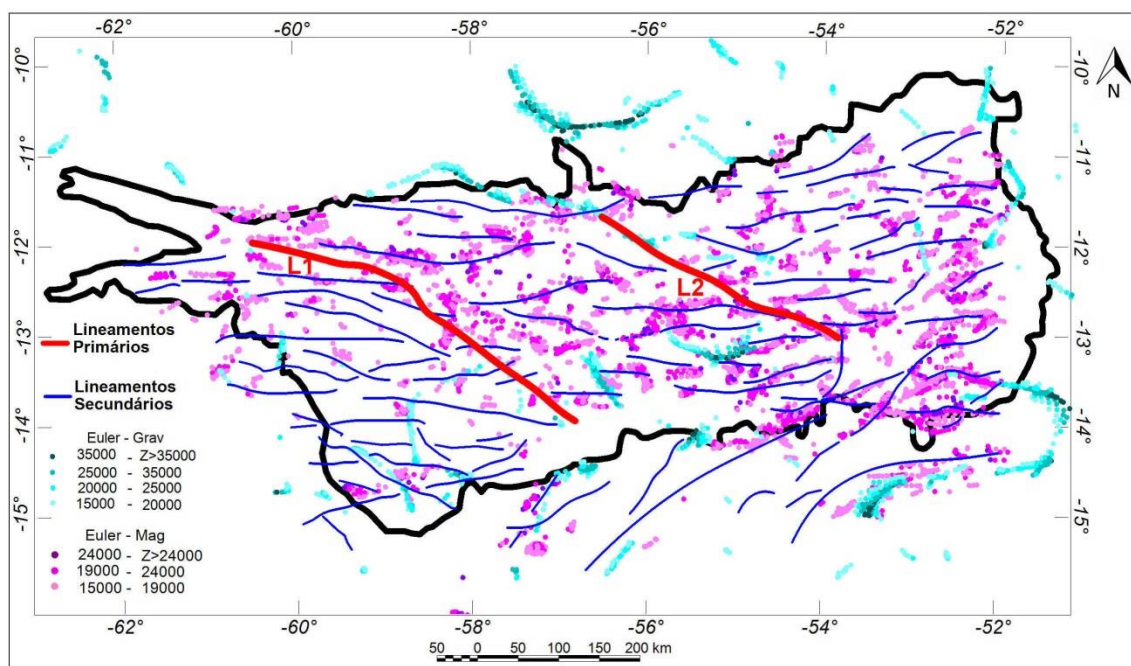 -62° -60° -58° -56° -54° -52°
-10° -10°
N
-11° -11°
-12° -12°
L1
L2
-13° -13°
Lineamentos
Primários
Lineamentos
Secundários
-14° -14°
Euler - Grav
35000 - Z>35000
25000 - 35000
20000 - 25000
15000 - 20000
-15° -15°
Euler - Mag
24000 - Z>24000
19000 - 24000
15000 - 19000
-62° -60° -58° -56° -54° -52°
50 0 50 100 150 200 km